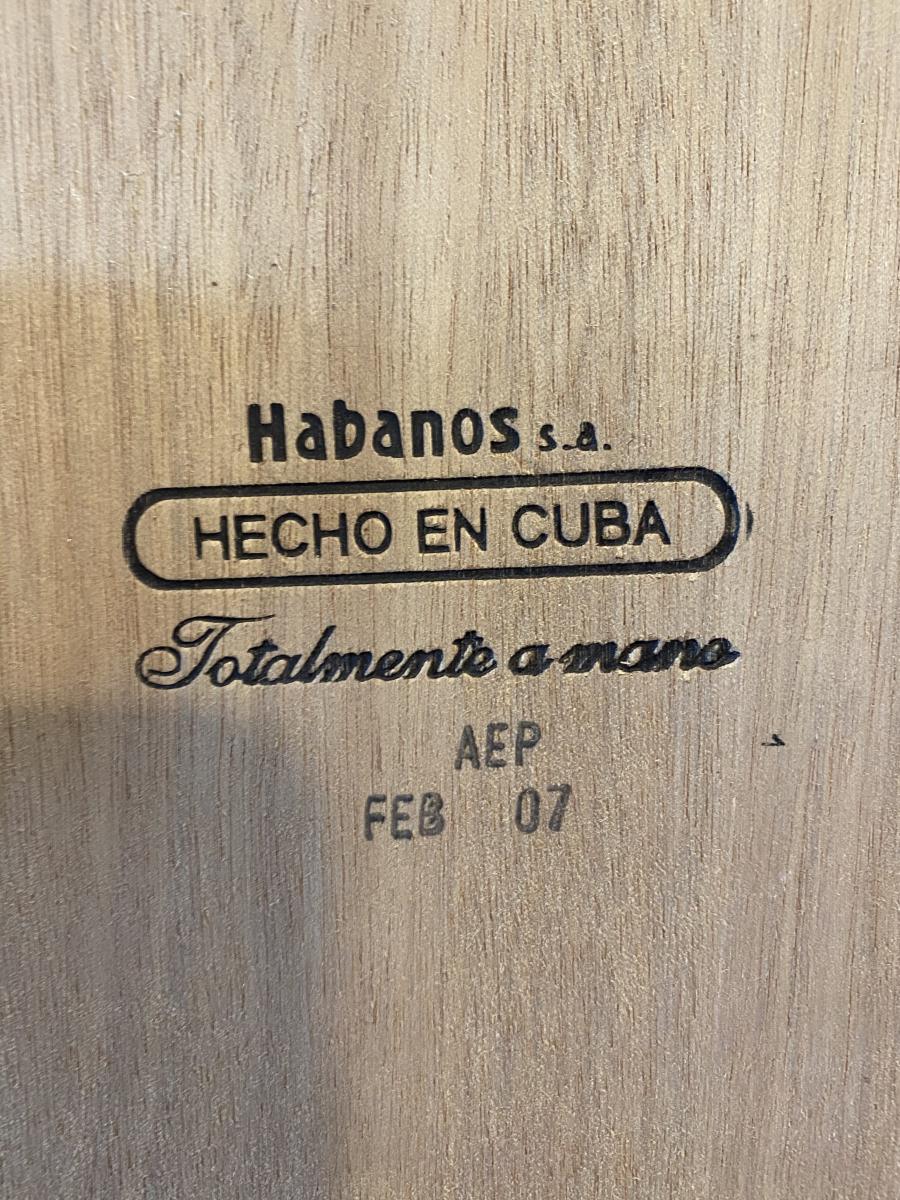 Habanos s.a.
HECHO EN CUBA
Totalmente a mano
AEP
FEB 07